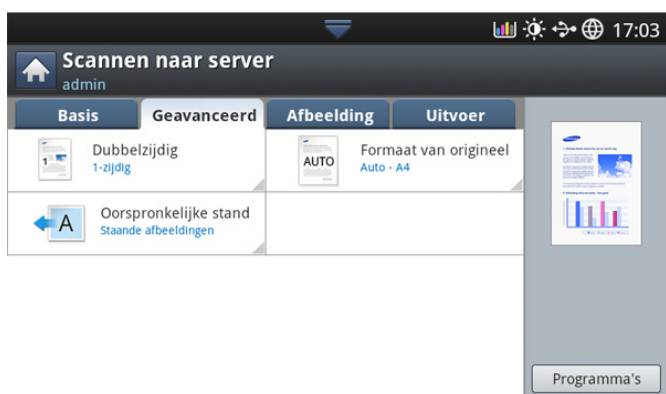 17:03
Scannen naar server
admin
Basis
Geavanceerd
Afbeelding
Uitvoer
Dubbelzijdig
1-zijdig
AUTO
Formaat van origineel
Auto - A4
A
Oorspronkelijke stand
Staande afbeeldingen
Programma's